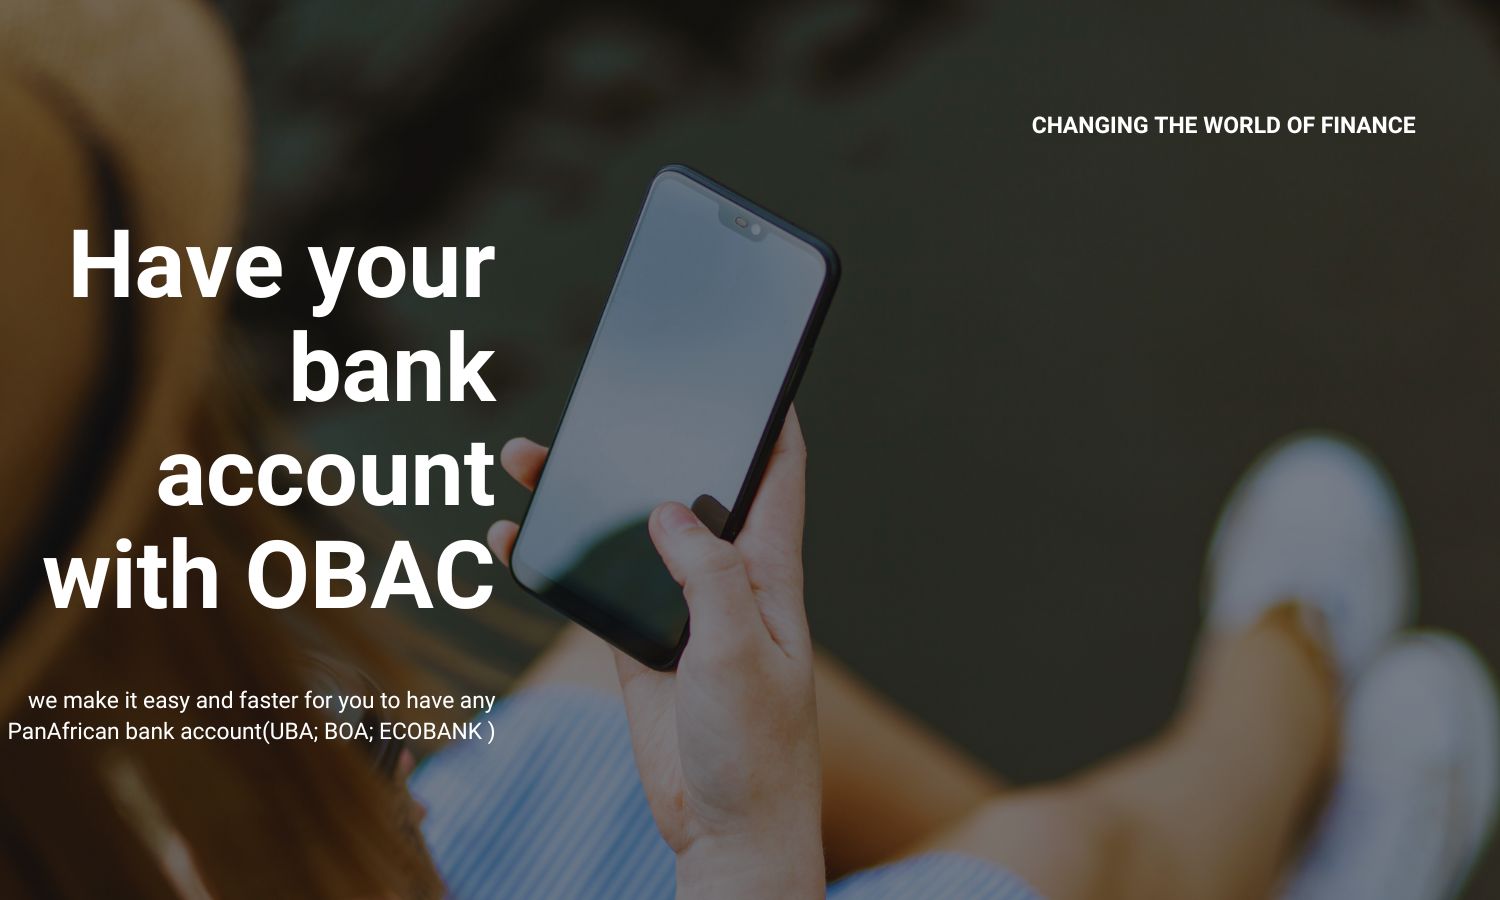 CHANGING THE WORLD OF FINANCE
Have your
bank
account
with OBAC
we make it easy and faster for you to have any
PanAfrican bank account(UBA; BOA; ECOBANK )